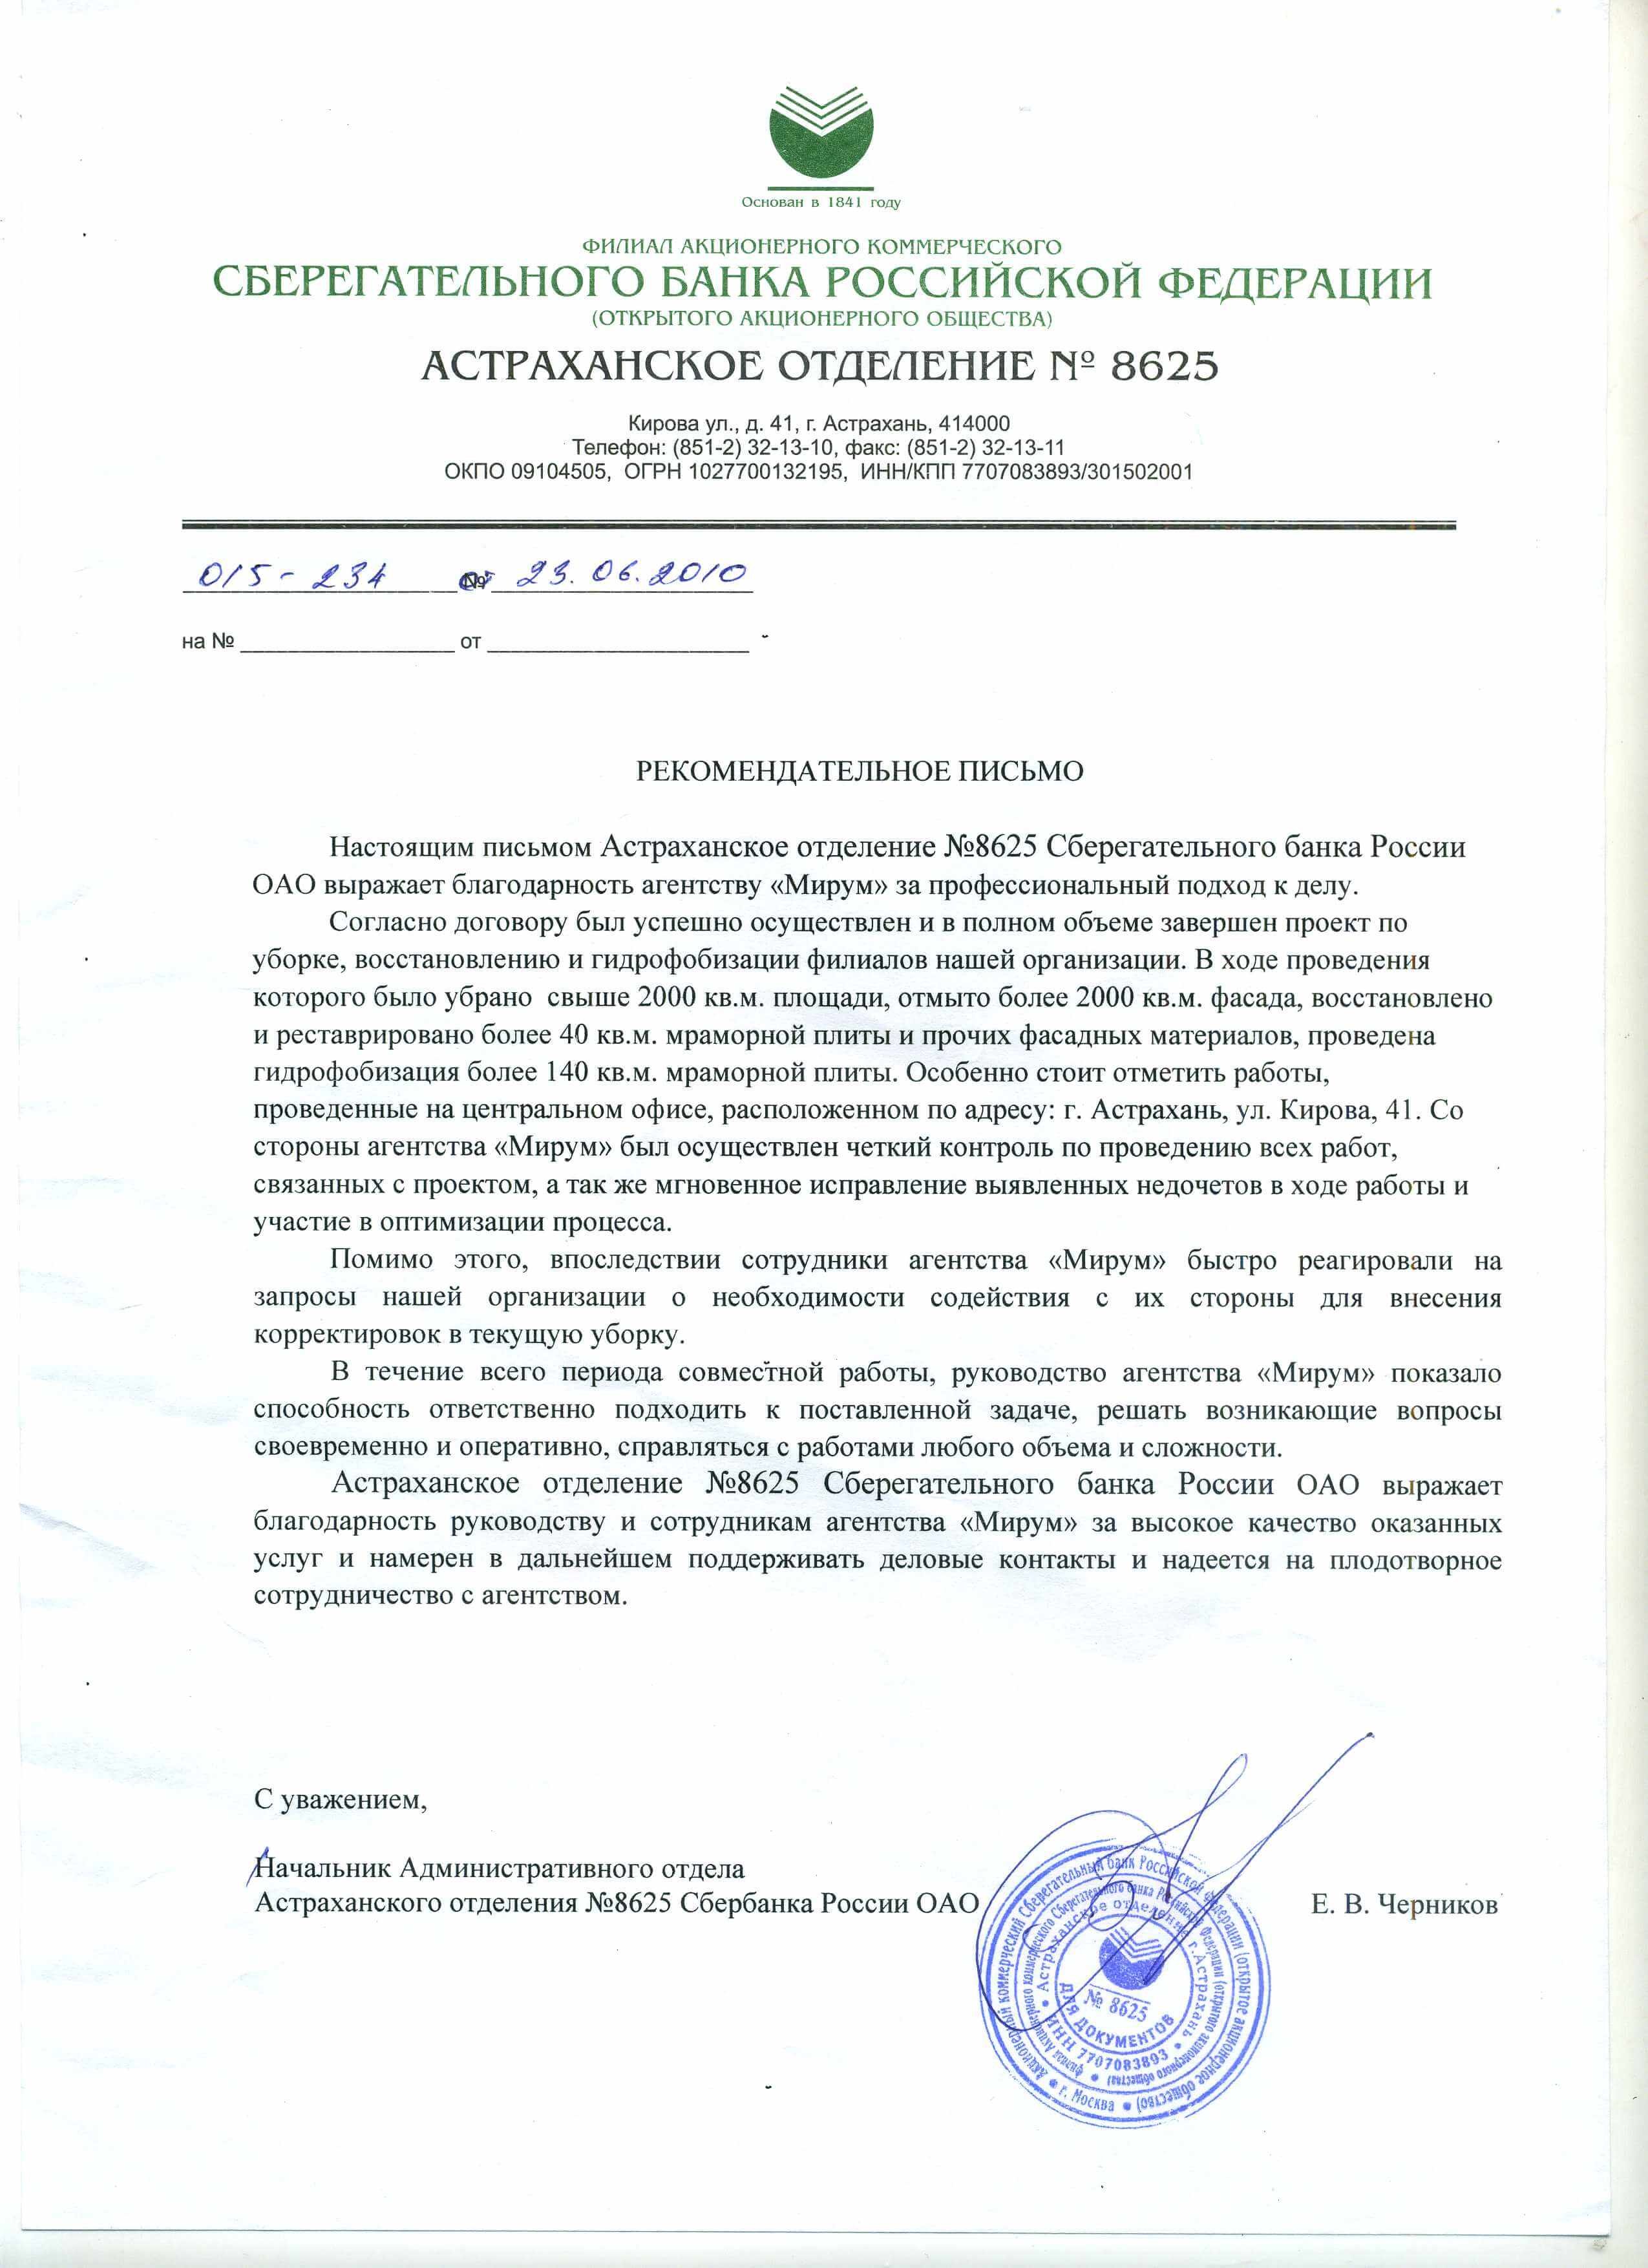 Основан в 1841 году
ФИЛИАЛ АКЦИОНЕРНОГО КОММЕРЧЕСКОГО
СБЕРЕГАТЕЛЬНОГО БАНКА РОССИЙСКОЙ ФЕДЕРАЦИИ
(ОТКРЫТОГО АКЦИОНЕРНОГО ОБЩЕСТВА)
АСТРАХАНСКОЕ ОТДЕЛЕНИЕ № 8625
Кирова ул., д. 41, г. Астрахань, 414000
Телефон: (851-2) 32-13-10, факс: (851-2) 32-13-11
ОКПО 09104505, ОГРН 1027700132195, ИНН/КПП 7707083893/301502001
015-234 от 23.06.2010
на № от
РЕКОМЕНДАТЕЛЬНОЕ ПИСЬМО
Настоящим письмом Астраханское отделение №8625 Сберегательного банка России
ОАО выражает благодарность агентству «Мирум» за профессиональный подход к делу.
Согласно договору был успешно осуществлен и в полном объеме завершен проект по
уборке, восстановлению и гидрофобизации филиалов нашей организации. В ходе проведения
которого было убрано свыше 2000 кв.м. площади, отмыто более 2000 кв.м. фасада, восстановлено
и реставрировано более 40 кв.м. мраморной плиты и прочих фасадных материалов, проведена
гидрофобизация более 140 кв.м. мраморной плиты. Особенно стоит отметить работы,
проведенные на центральном офисе, расположенном по адресу: г. Астрахань, ул. Кирова, 41. Со
стороны агентства «Мирум» был осуществлен четкий контроль по проведению всех работ,
связанных с проектом, а так же мгновенное исправление выявленных недочетов в ходе работы и
участие в оптимизации процесса.
Помимо этого, впоследствии сотрудники агентства «Мирум» быстро реагировали на
запросы нашей организации о необходимости содействия с их стороны для внесения
корректировок в текущую уборку.
В течение всего периода совместной работы, руководство агентства «Мирум» показало
способность ответственно подходить к поставленной задаче, решать возникающие вопросы
своевременно и оперативно, справляться с работами любого объема и сложности.
Астраханское отделение №8625 Сберегательного банка России ОАО выражает
благодарность руководству и сотрудникам агентства «Мирум» за высокое качество оказанных
услуг и намерен в дальнейшем поддерживать деловые контакты и надеется на плодотворное
сотрудничество с агентством.
С уважением,
Начальник Административного отдела
Астраханского отделения №8625 Сбербанка России ОАО
Е. В. Черников
Акционерный коммерческий Сберегательный банк Российской Федерации (открытое акционерное общество) • г. Москва •
филиал Акционерного коммерческого Сберегательного банка Российской Федерации (открытого акционерного общества) •
Астраханское отделение г. Астрахань • ИНН 7707083893 •
№ 8625
ДЛЯ ДОКУМЕНТОВ